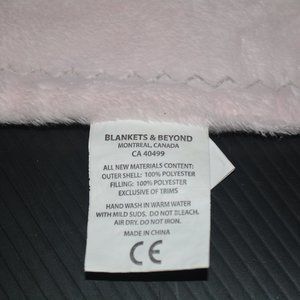 BLANKETS & BEYOND
MONTREAL, CANADA
CA 40499
ALL NEW MATERIALS CONTENT:
OUTER SHELL: 100% POLYESTER
FILLING: 100% POLYESTER
EXCLUSIVE OF TRIMS
HAND WASH IN WARM WATER
WITH MILD SUDS. DO NOT BLEACH,
AIR DRY. DO NOT IRON.
MADE IN CHINA
CE